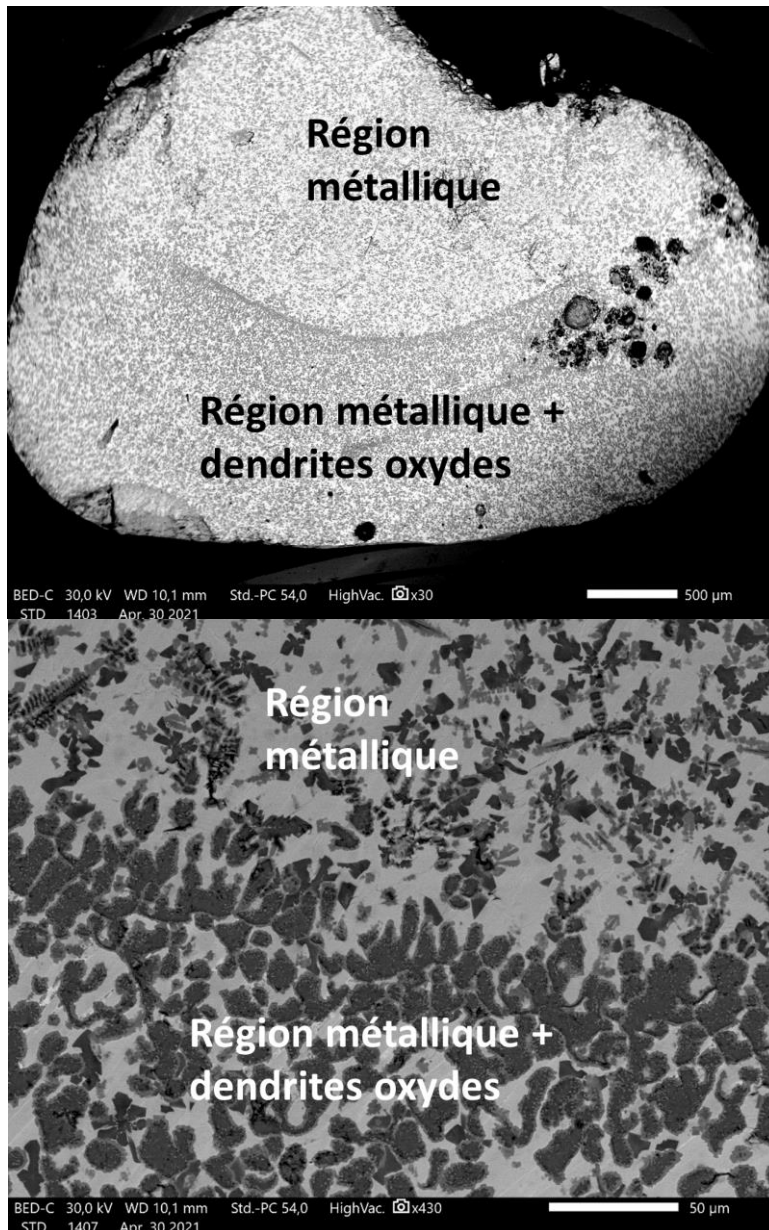 Région
métallique
Région métallique +
dendrites oxydes
BED-C 30,0 kV WD 10,1 mm Std.-PC 54,0 HighVac. x30 500 µm
STD 1403 Apr. 30 2021
Région
métallique
Région métallique +
dendrites oxydes
BED-C 30,0 kV WD 10,1 mm Std.-PC 54,0 HighVac. x430 50 µm
STD 1407 Apr. 30 2021